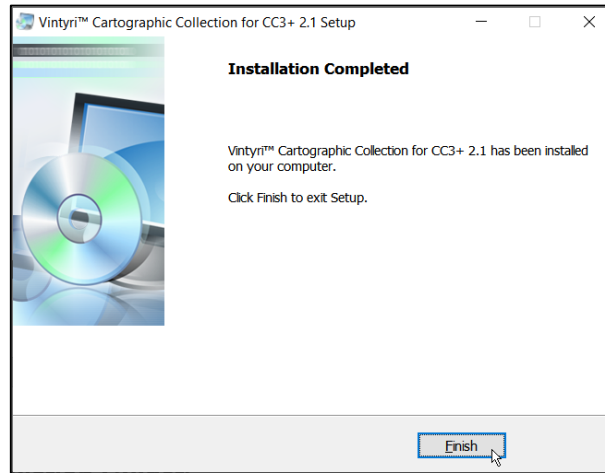 Vintyri™ Cartographic Collection for CC3+ 2.1 Setup
Installation Completed
Vintyri™ Cartographic Collection for CC3+ 2.1 has been installed
on your computer.
Click Finish to exit Setup.
Finish